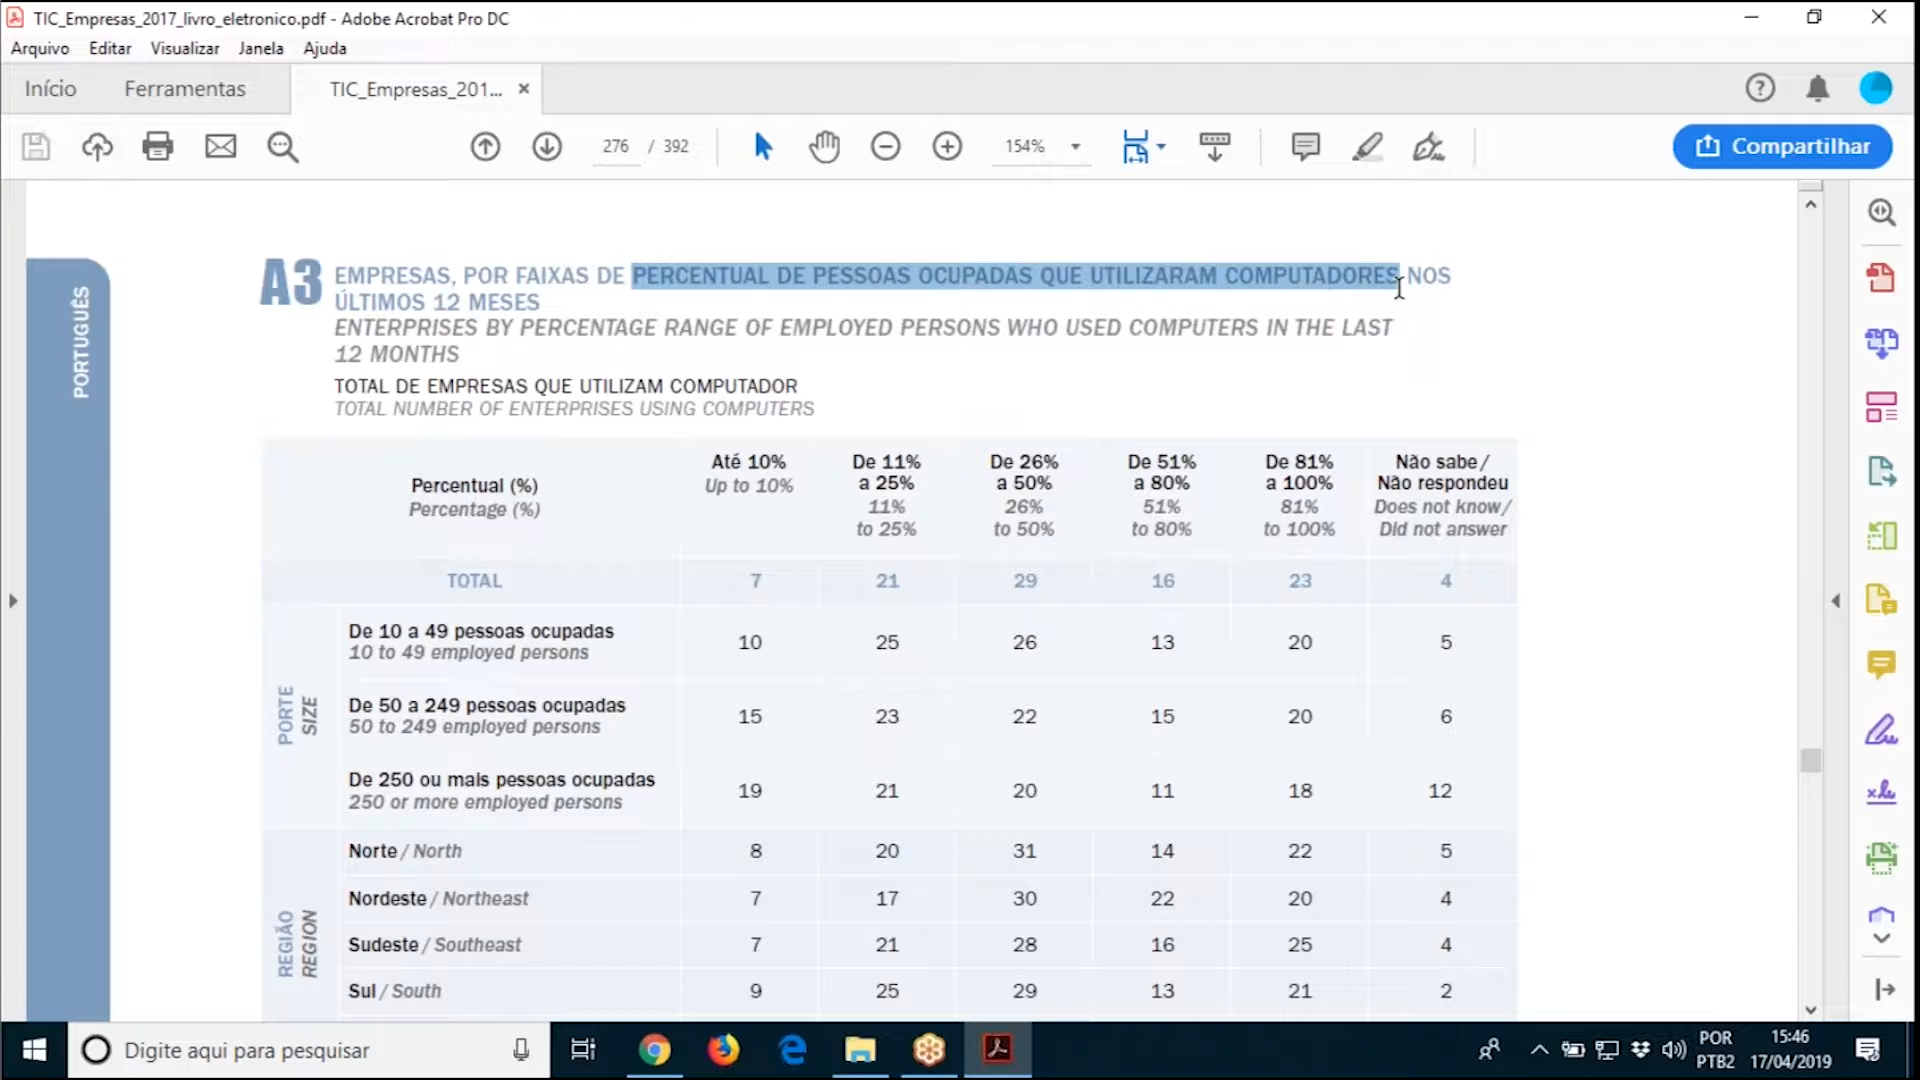 TIC_Empresas_2017_livro_eletronico.pdf - Adobe Acrobat Pro DC
Arquivo Editar Visualizar Janela Ajuda
Início Ferramentas TIC_Empresas_201... ×
276 / 392 154% Compartilhar
PORTUGUÊS
A3 EMPRESAS, POR FAIXAS DE PERCENTUAL DE PESSOAS OCUPADAS QUE UTILIZARAM COMPUTADORES NOS
ÚLTIMOS 12 MESES
ENTERPRISES BY PERCENTAGE RANGE OF EMPLOYED PERSONS WHO USED COMPUTERS IN THE LAST
12 MONTHS
TOTAL DE EMPRESAS QUE UTILIZAM COMPUTADOR
TOTAL NUMBER OF ENTERPRISES USING COMPUTERS
Percentual (%)
Percentage (%)
Até 10%
Up to 10%
De 11%
a 25%
11%
to 25%
De 26%
a 50%
26%
to 50%
De 51%
a 80%
51%
to 80%
De 81%
a 100%
81%
to 100%
Não sabe/
Não respondeu
Does not know/
Did not answer
TOTAL 7 21 29 16 23 4
PORTE
SIZE
De 10 a 49 pessoas ocupadas
10 to 49 employed persons
10 25 26 13 20 5
De 50 a 249 pessoas ocupadas
50 to 249 employed persons
15 23 22 15 20 6
De 250 ou mais pessoas ocupadas
250 or more employed persons
19 21 20 11 18 12
REGIÃO
REGION
Norte / North 8 20 31 14 22 5
Nordeste / Northeast 7 17 30 22 20 4
Sudeste / Southeast 7 21 28 16 25 4
Sul / South 9 25 29 13 21 2
Digite aqui para pesquisar
POR
PTB2
15:46
17/04/2019